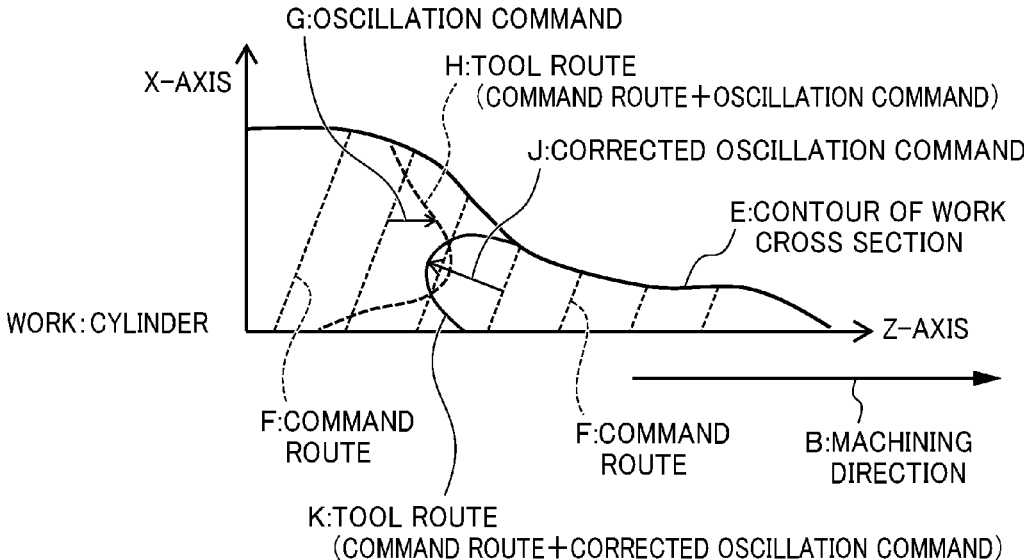 G:OSCILLATION COMMAND
X-AXIS
H:TOOL ROUTE
(COMMAND ROUTE+OSCILLATION COMMAND)
J:CORRECTED OSCILLATION COMMAND
E:CONTOUR OF WORK
CROSS SECTION
WORK:CYLINDER
Z-AXIS
F:COMMAND
ROUTE
F:COMMAND
ROUTE
B:MACHINING
DIRECTION
K:TOOL ROUTE
(COMMAND ROUTE+CORRECTED OSCILLATION COMMAND)